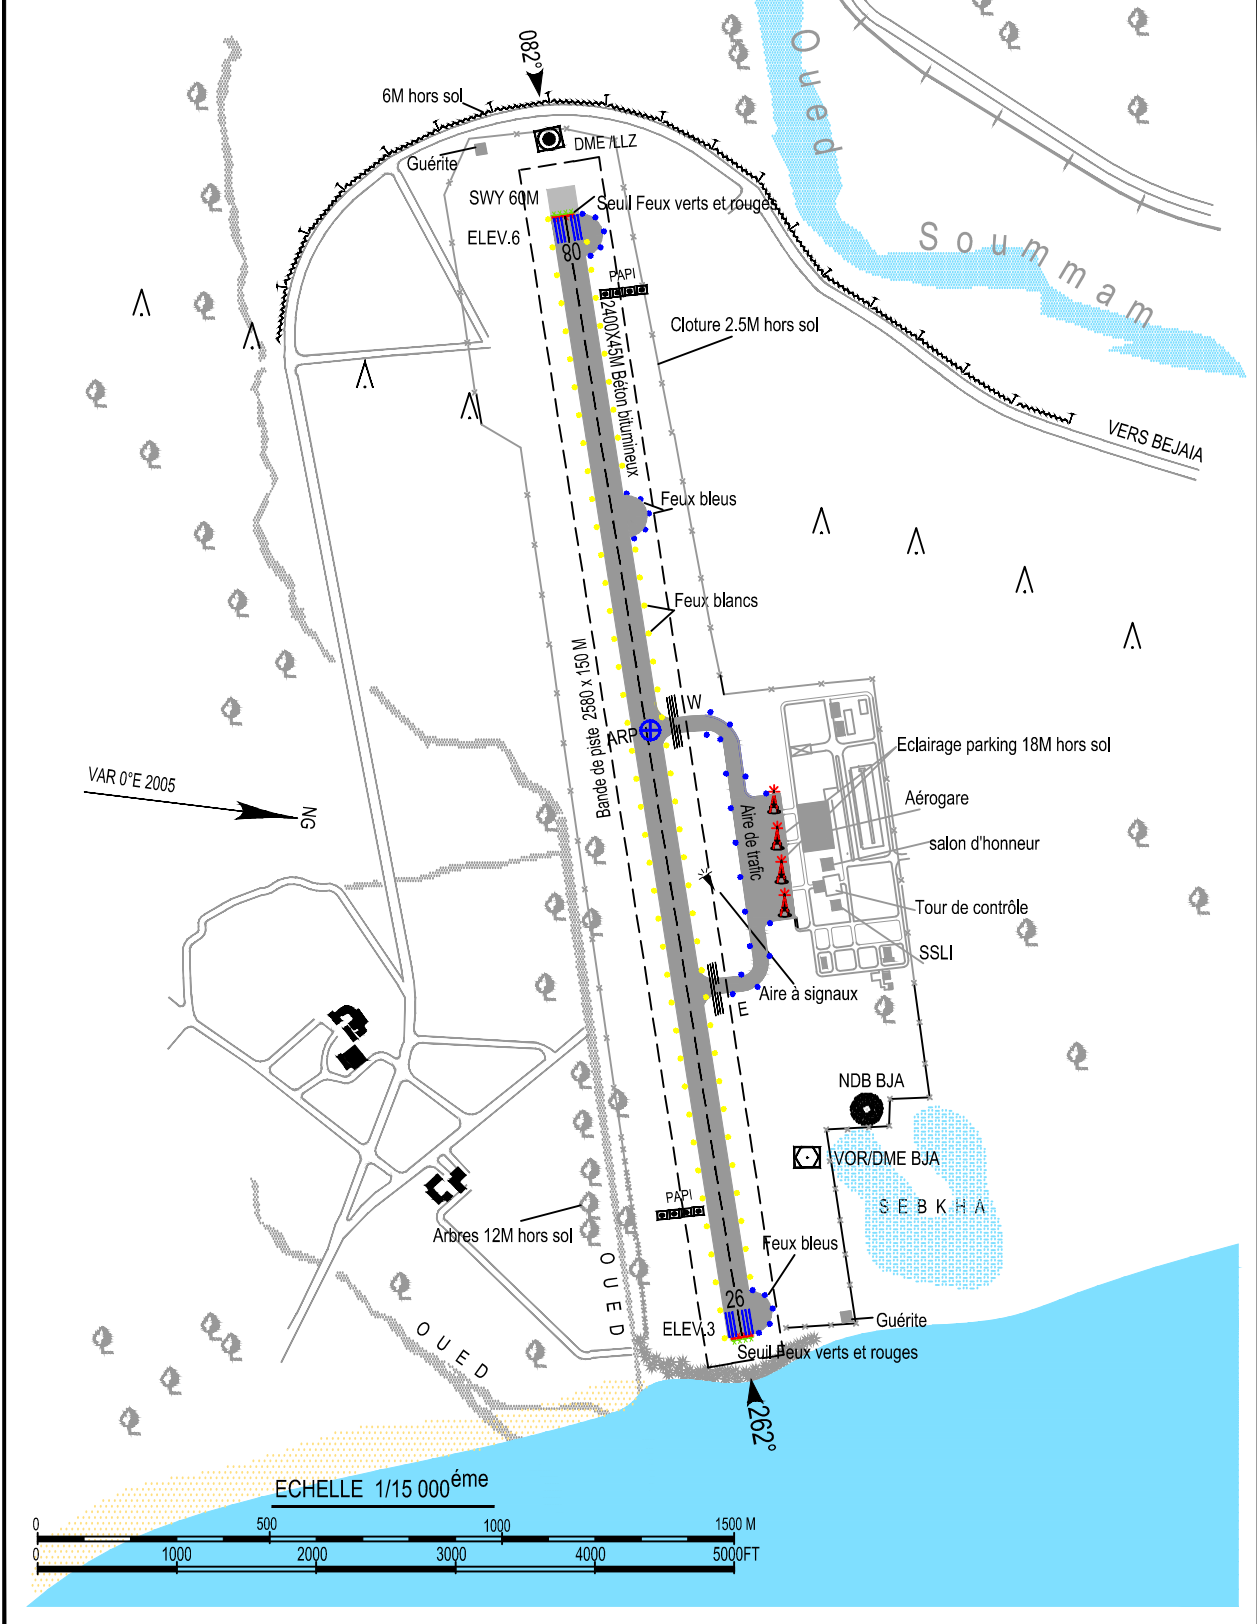 082°
6M hors sol
Oued
Soummam
DME /LLZ
Guérite
SWY 60M
Seuil Feux verts et rouges
ELEV.6
80
PAPI
2400X45M Béton bitumineux
Cloture 2.5M hors sol
VERS BEJAIA
Feux bleus
Feux blancs
Bande de piste 2580 x 150 M
W
ARP
Eclairage parking 18M hors sol
VAR 0°E 2005
NG
Aérogare
Aire de trafic
salon d'honneur
Tour de contrôle
SSLI
Aire à signaux
E
NDB BJA
VOR/DME BJA
SEBKHA
PAPI
Arbres 12M hors sol
OUED
Feux bleus
26
ELEV.3
Guérite
OUED
Seuil Feux verts et rouges
262°
ECHELLE 1/15 000éme
0 500 1000 1500 M
0 1000 2000 3000 4000 5000FT